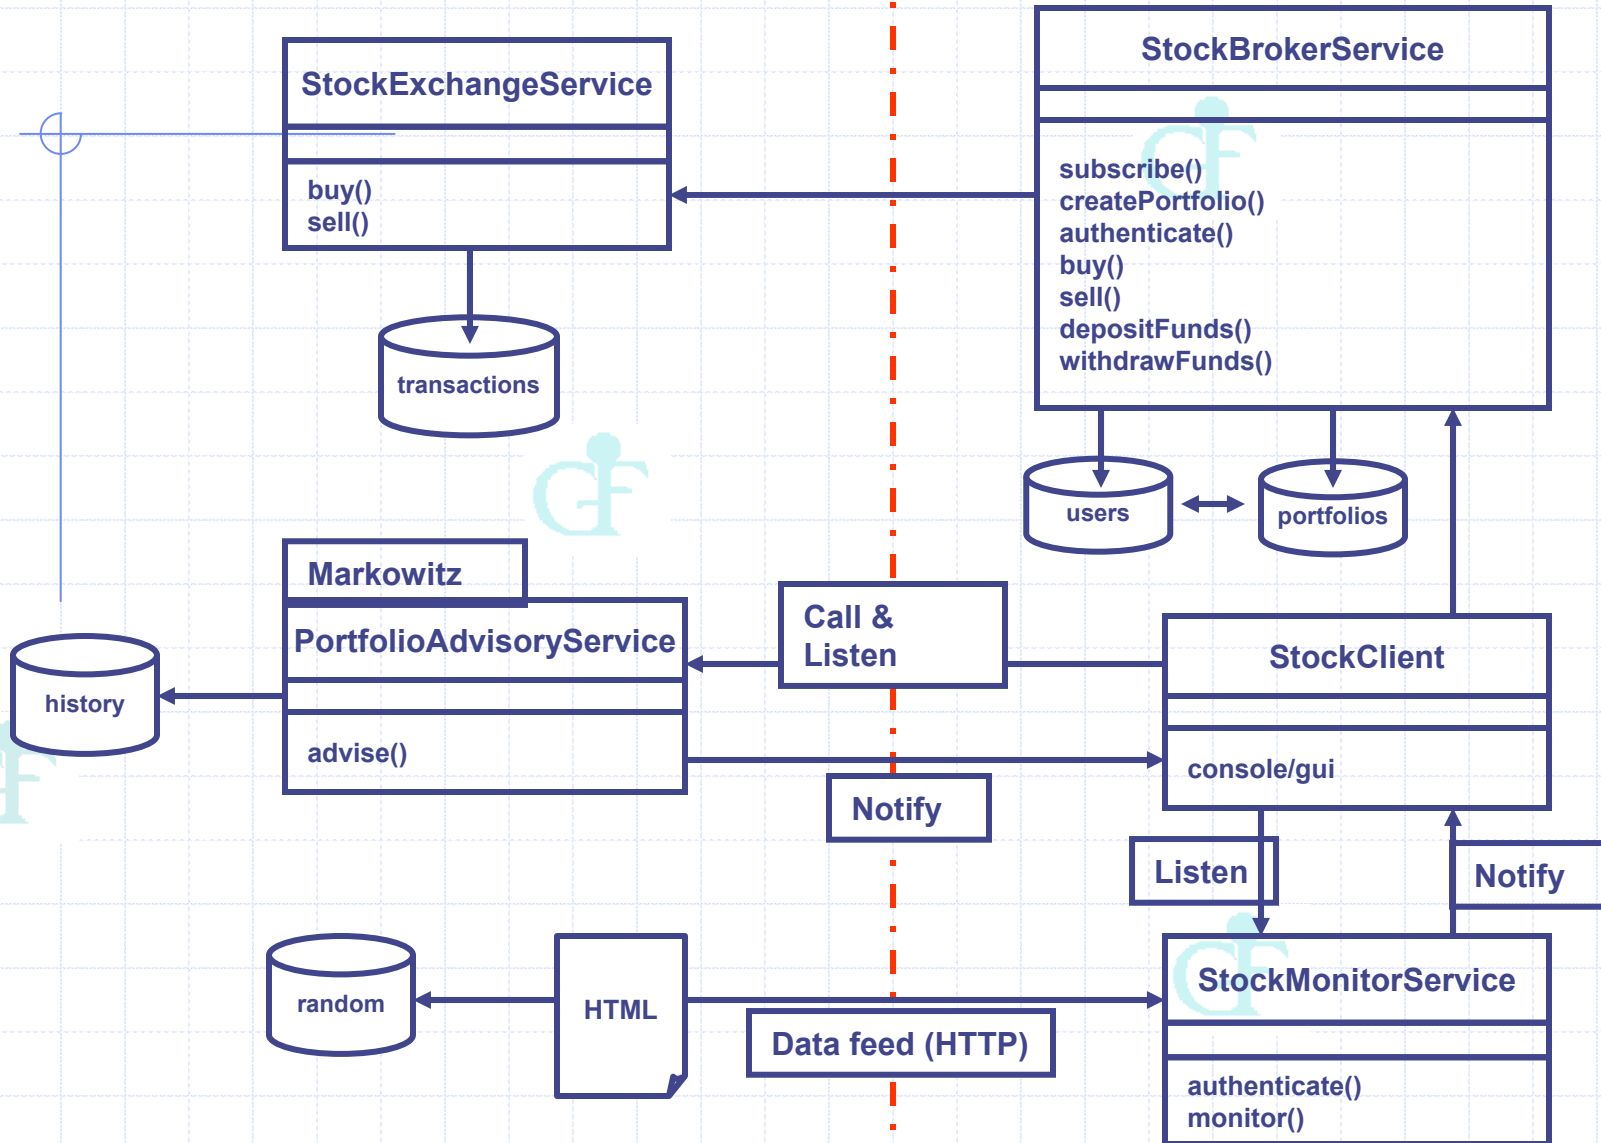 StockExchangeService
buy()
sell()
transactions
StockBrokerService
subscribe()
createPortfolio()
authenticate()
buy()
sell()
depositFunds()
withdrawFunds()
users
portfolios
Markowitz
PortfolioAdvisoryService
advise()
history
Call &
Listen
StockClient
console/gui
Notify
Listen
Notify
random
HTML
Data feed (HTTP)
StockMonitorService
authenticate()
monitor()